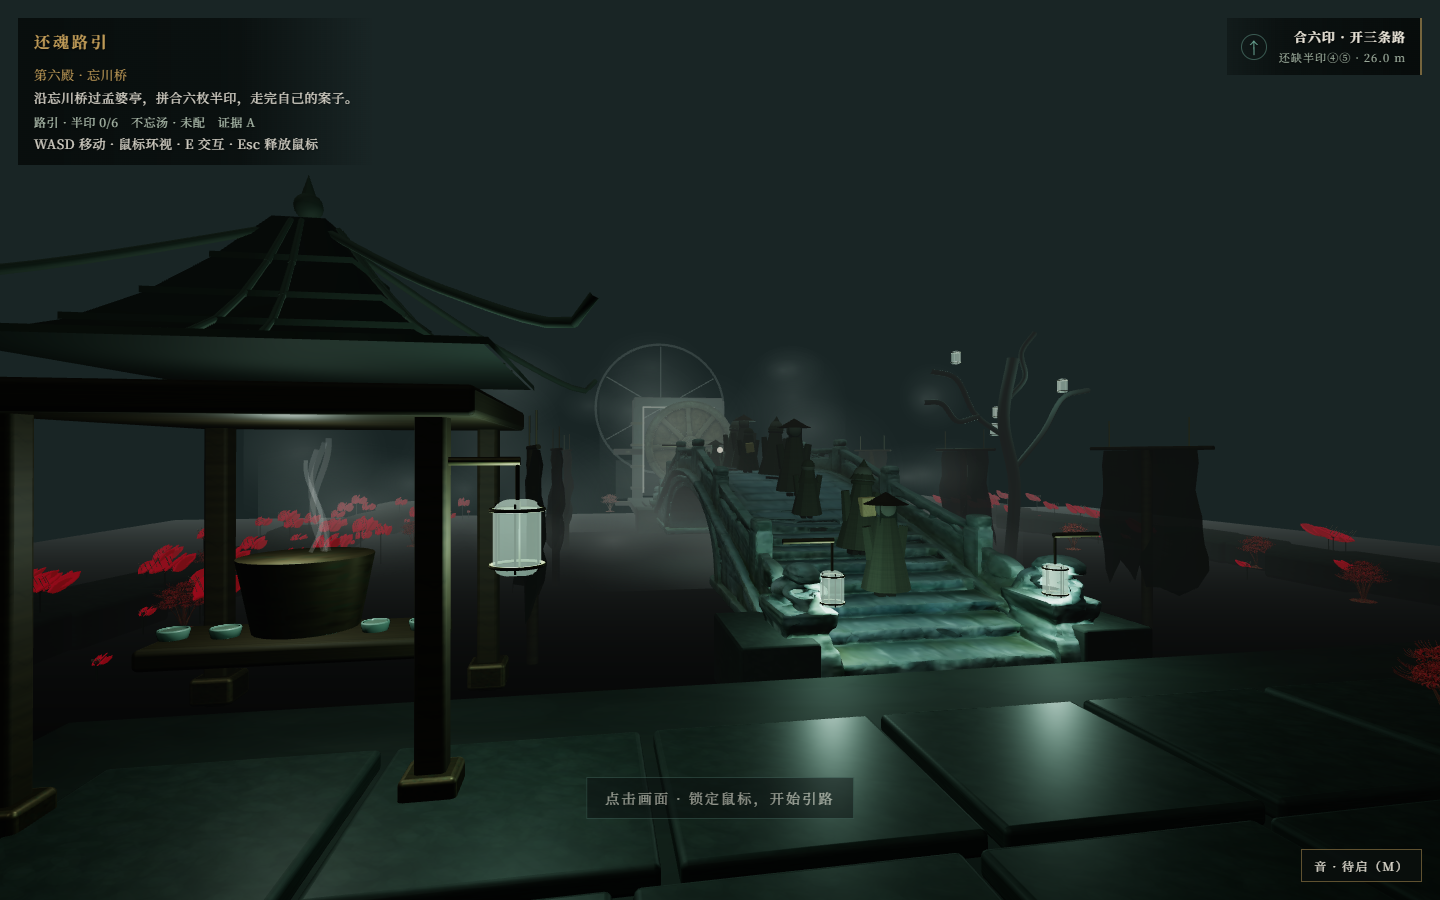 还魂路引
第六殿 · 忘川桥
沿忘川桥过孟婆亭，拼合六枚半印，走完自己的案子。
路引 · 半印 0/6　不忘汤 · 未配　证据 A
WASD 移动 · 鼠标环视 · E 交互 · Esc 释放鼠标
合六印 · 开三条路
还缺半印④⑤ · 26.0 m
点击画面 · 锁定鼠标，开始引路
音 · 待启（M）